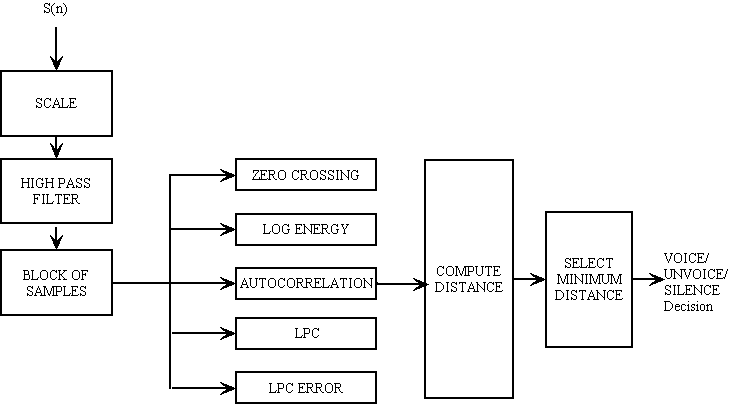 S(n)
SCALE
HIGH PASS
FILTER
BLOCK OF
SAMPLES
ZERO CROSSING
LOG ENERGY
AUTOCORRELATION
LPC
LPC ERROR
COMPUTE
DISTANCE
SELECT
MINIMUM
DISTANCE
VOICE/
UNVOICE/
SILENCE
Decision